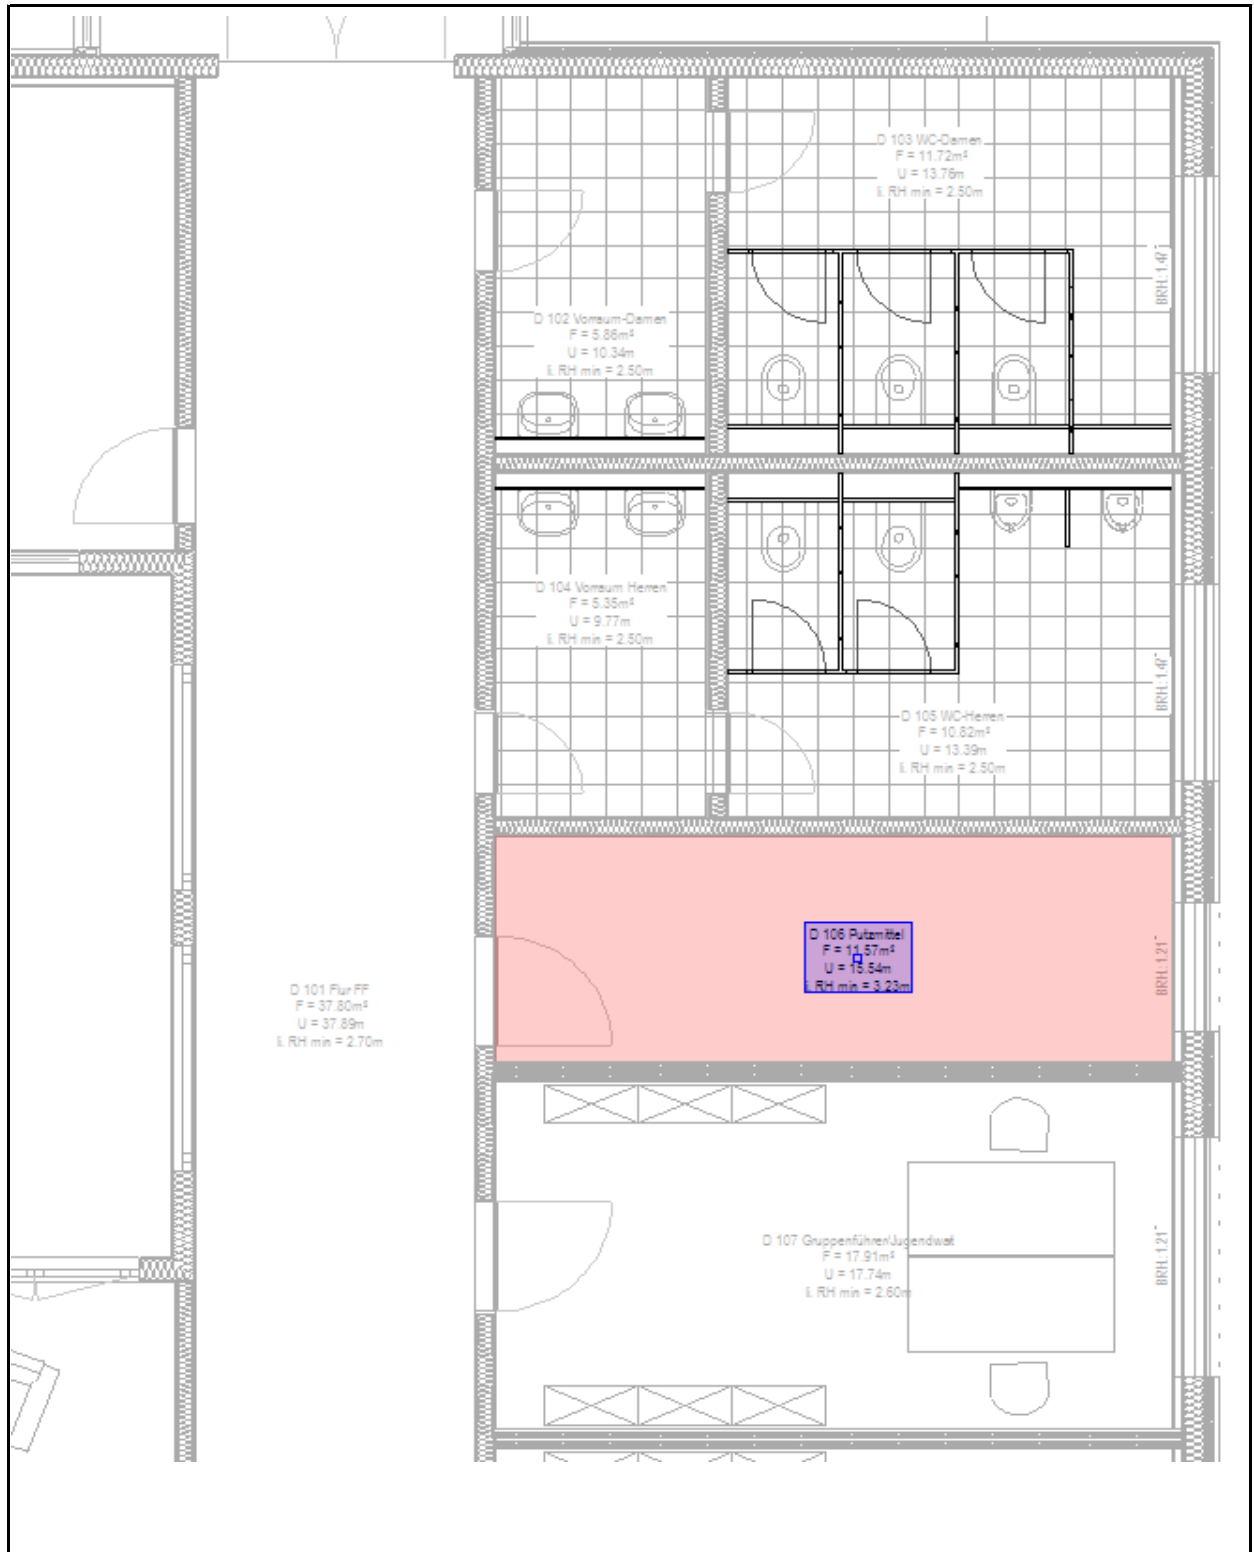 D 103 WC-Damen
F = 11.72m²
U = 13.76m
li. RH min = 2.50m
BRH: 1.47
D 102 Vorraum-Damen
F = 5.86m²
U = 10.34m
li. RH min = 2.50m
D 104 Vorraum Herren
F = 5.35m²
U = 9.77m
li. RH min = 2.50m
BRH: 1.47
D 105 WC-Herren
F = 10.82m²
U = 13.39m
li. RH min = 2.50m
D 106 Putzmittel
F = 11.57m²
U = 15.54m
li. RH min = 3.23m
BRH: 1.21
D 101 Flur FF
F = 37.80m²
U = 37.89m
li. RH min = 2.70m
D 107 Gruppenführer/Jugendwat
F = 17.91m²
U = 17.74m
li. RH min = 2.60m
BRH: 1.21